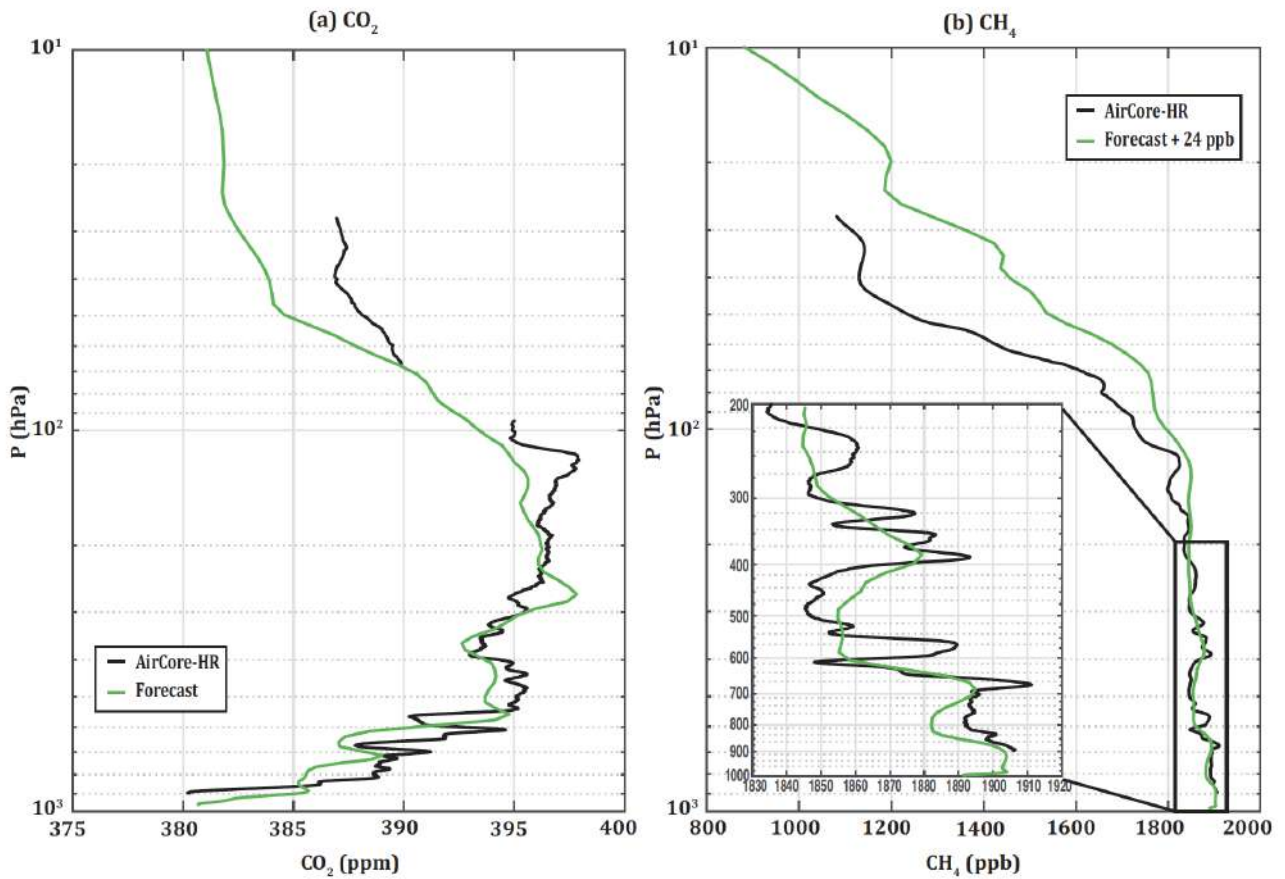 (a) CO₂
10¹
10²
10³
P (hPa)
AirCore-HR
Forecast
375 380 385 390 395 400
CO₂ (ppm)
(b) CH₄
10¹
10²
10³
P (hPa)
AirCore-HR
Forecast + 24 ppb
200
300
400
500
600
700
800
900
1000
1830 1840 1850 1860 1870 1880 1890 1900 1910 1920
800 1000 1200 1400 1600 1800 2000
CH₄ (ppb)